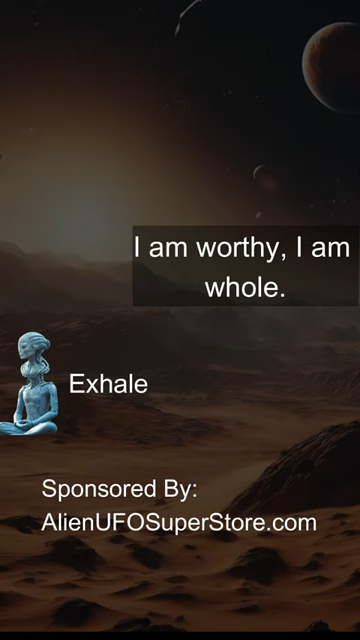 I am worthy, I am
whole.
Exhale
Sponsored By:
AlienUFOSuperStore.com